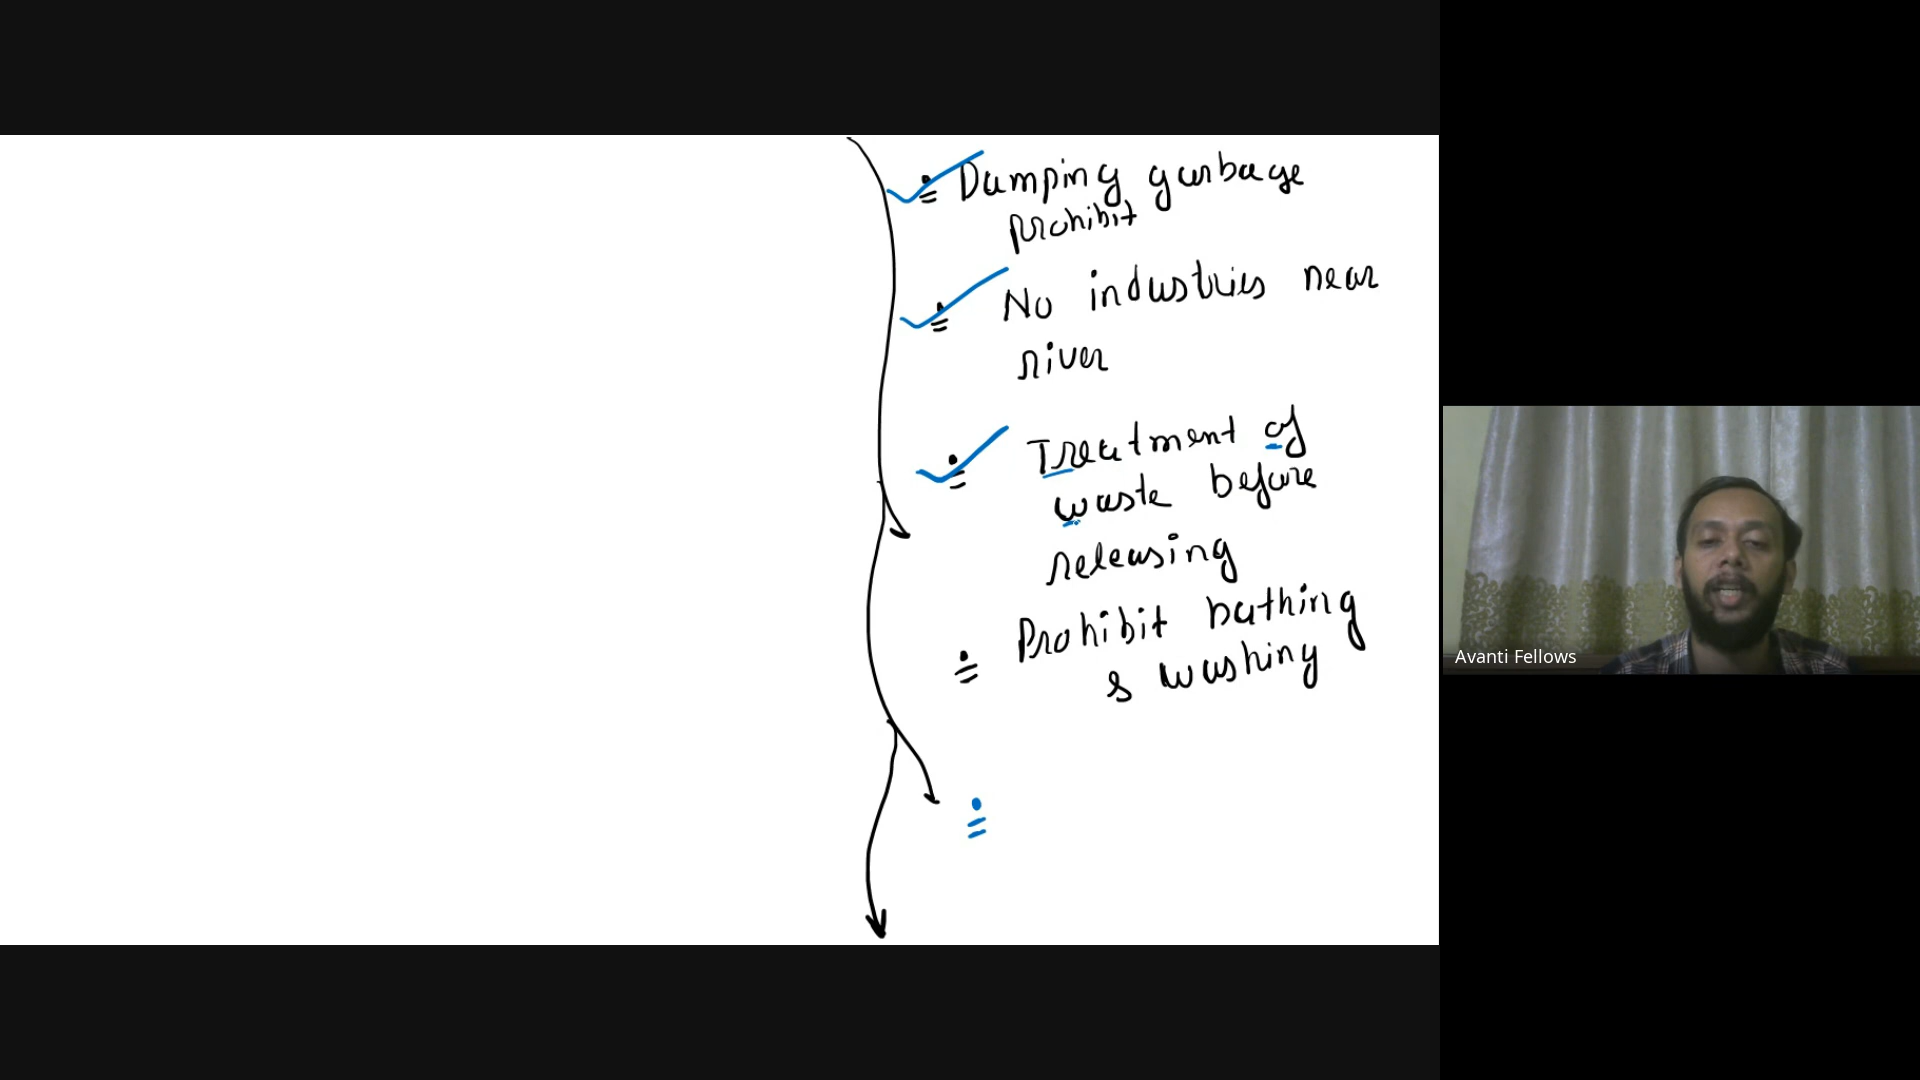 Dumping garbage
prohibit
No industries near
river
Treatment of
waste before
releasing
Prohibit bathing
& washing
Avanti Fellows